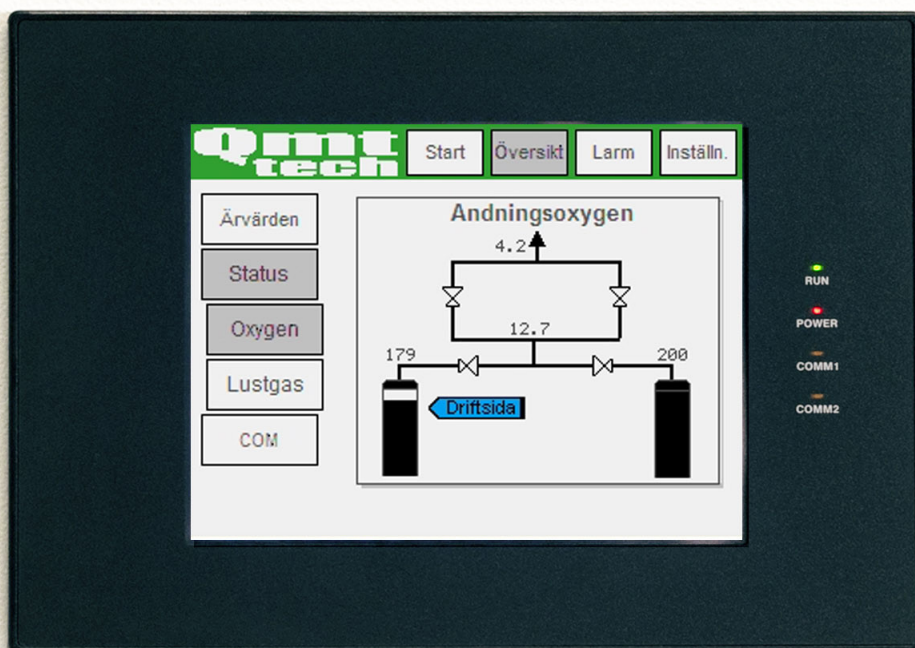 Qmt
tech
Start
Översikt
Larm
Inställn.
Ärvärden
Status
Oxygen
Lustgas
COM
Andningsoxygen
4.2
12.7
179
200
Driftsida
RUN
POWER
COMM1
COMM2